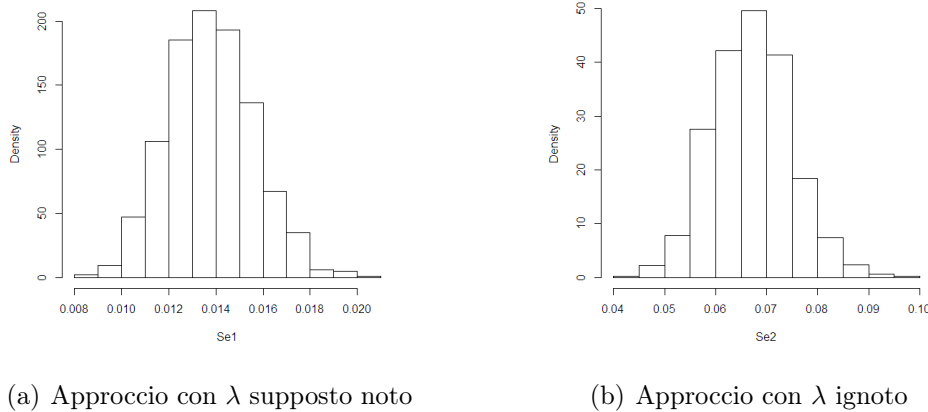 Density
0
50
100
150
200
0.008 0.010 0.012 0.014 0.016 0.018 0.020
Se1
(a) Approccio con λ supposto noto
Density
0
10
20
30
40
50
0.04 0.05 0.06 0.07 0.08 0.09 0.10
Se2
(b) Approccio con λ ignoto